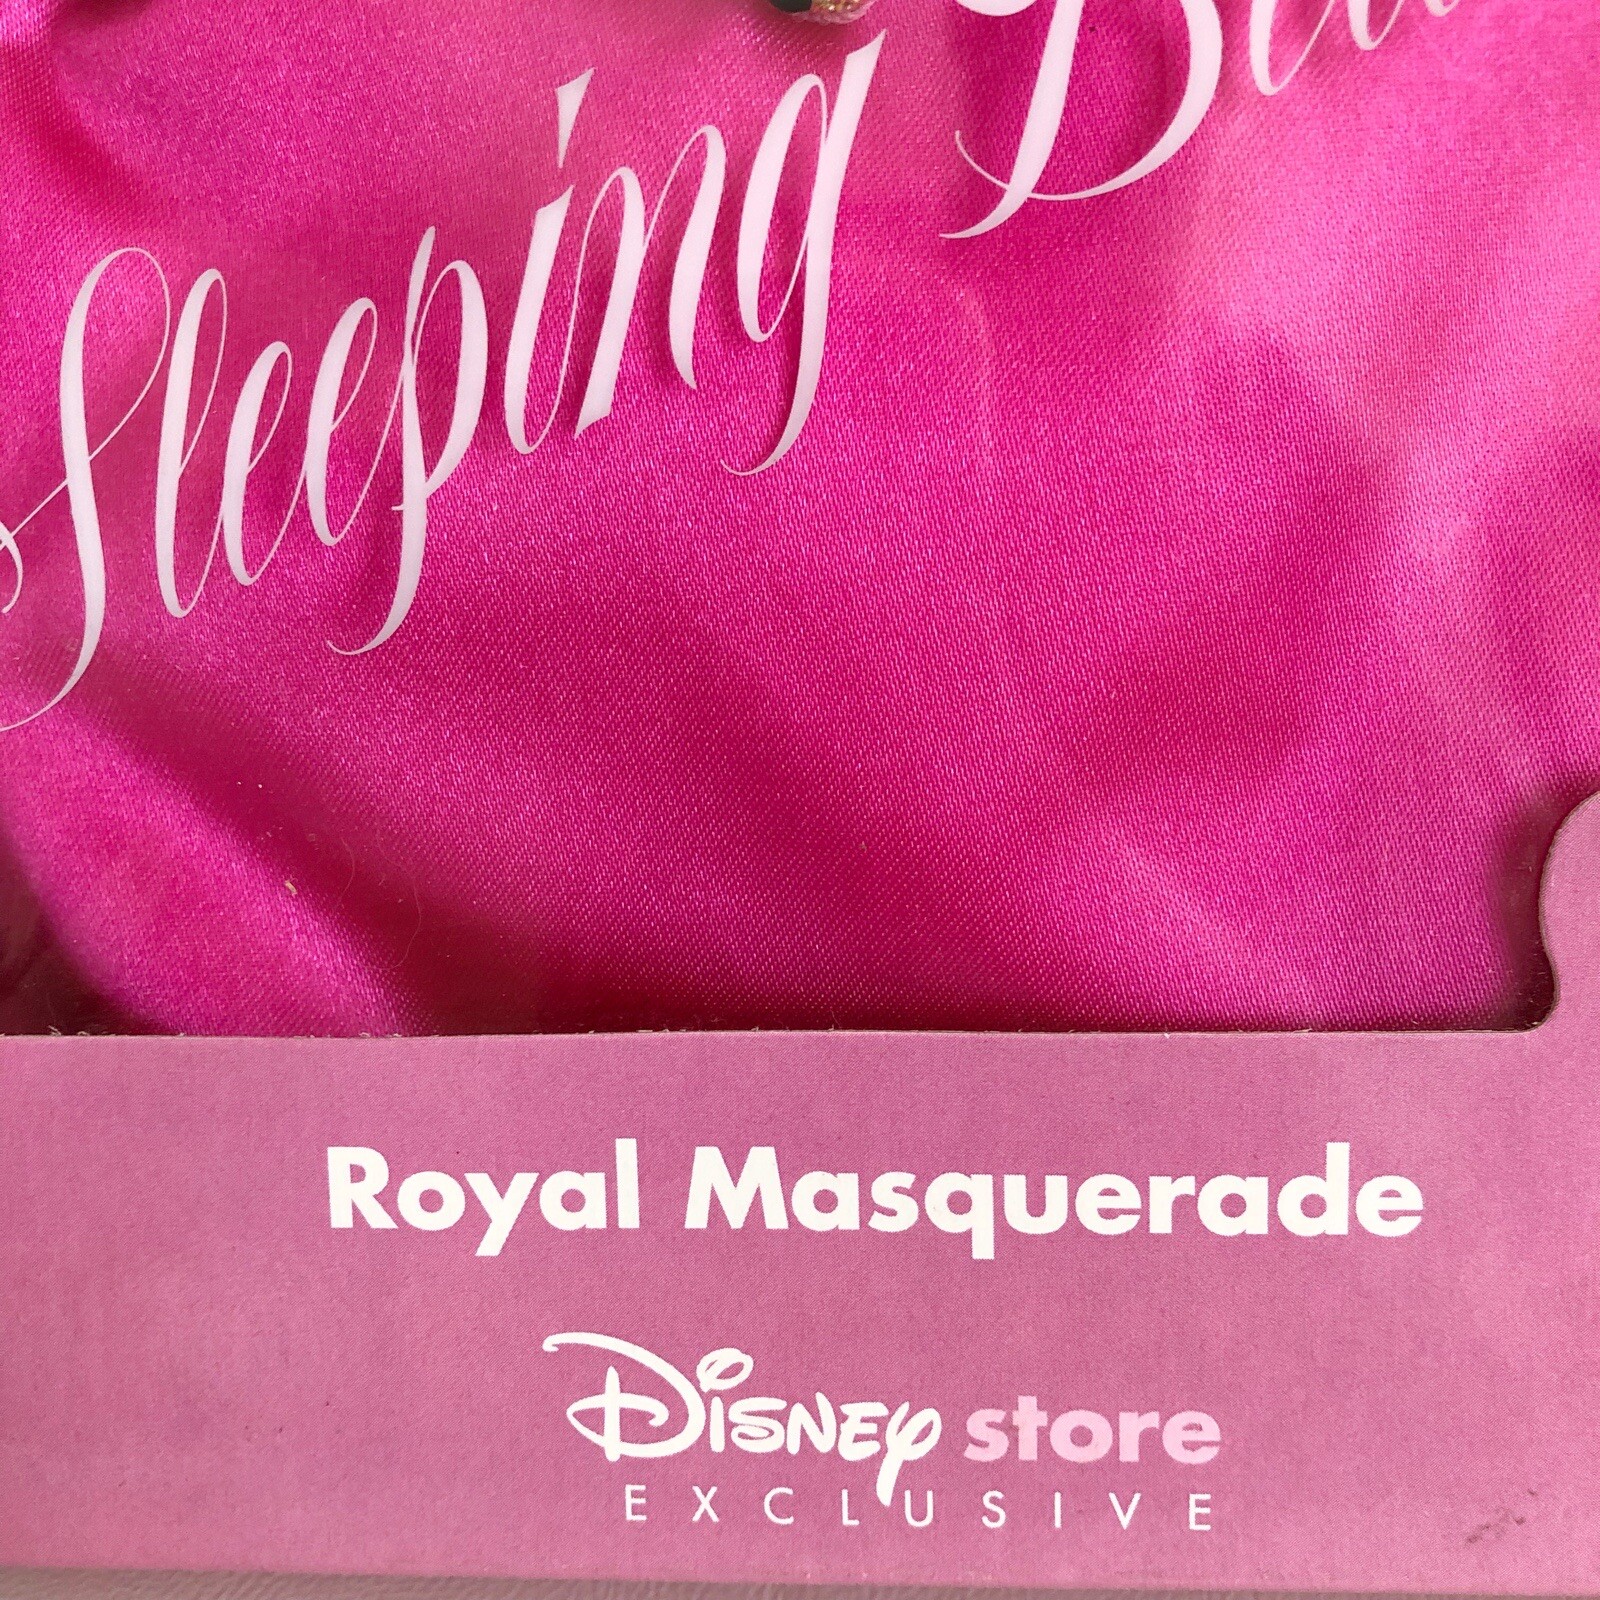 Sleeping
Royal Masquerade
Disney store
EXCLUSIVE